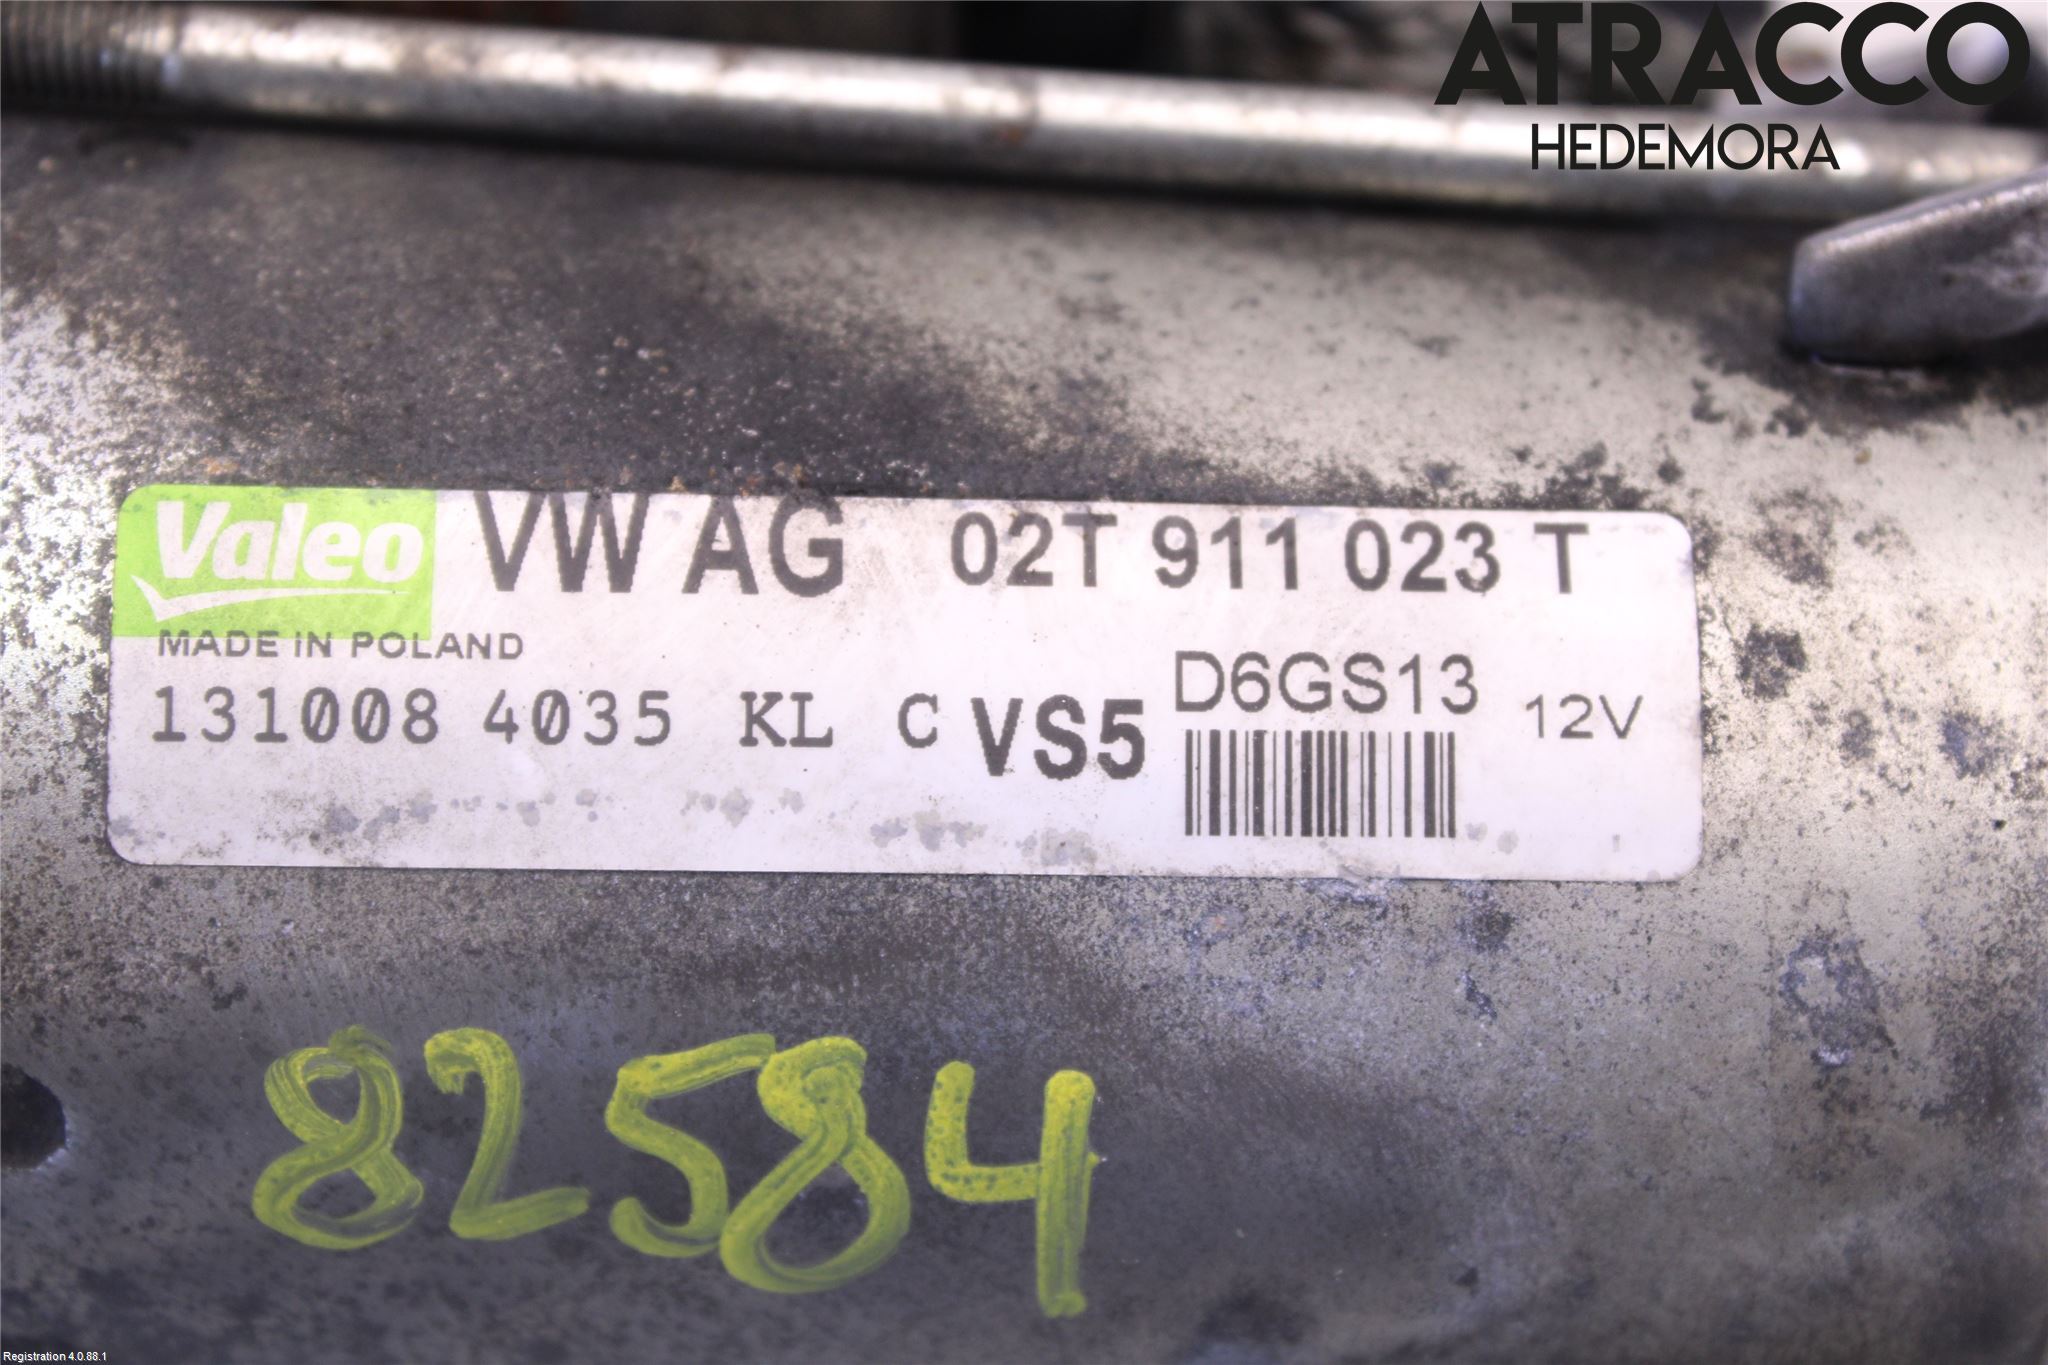 ATRACCO
HEDEMORA
Valeo VW AG 02T 911 023 T
MADE IN POLAND
131008 4035 KL C VS5 D6GS13 12V
82584
Registration 4.0.88.1